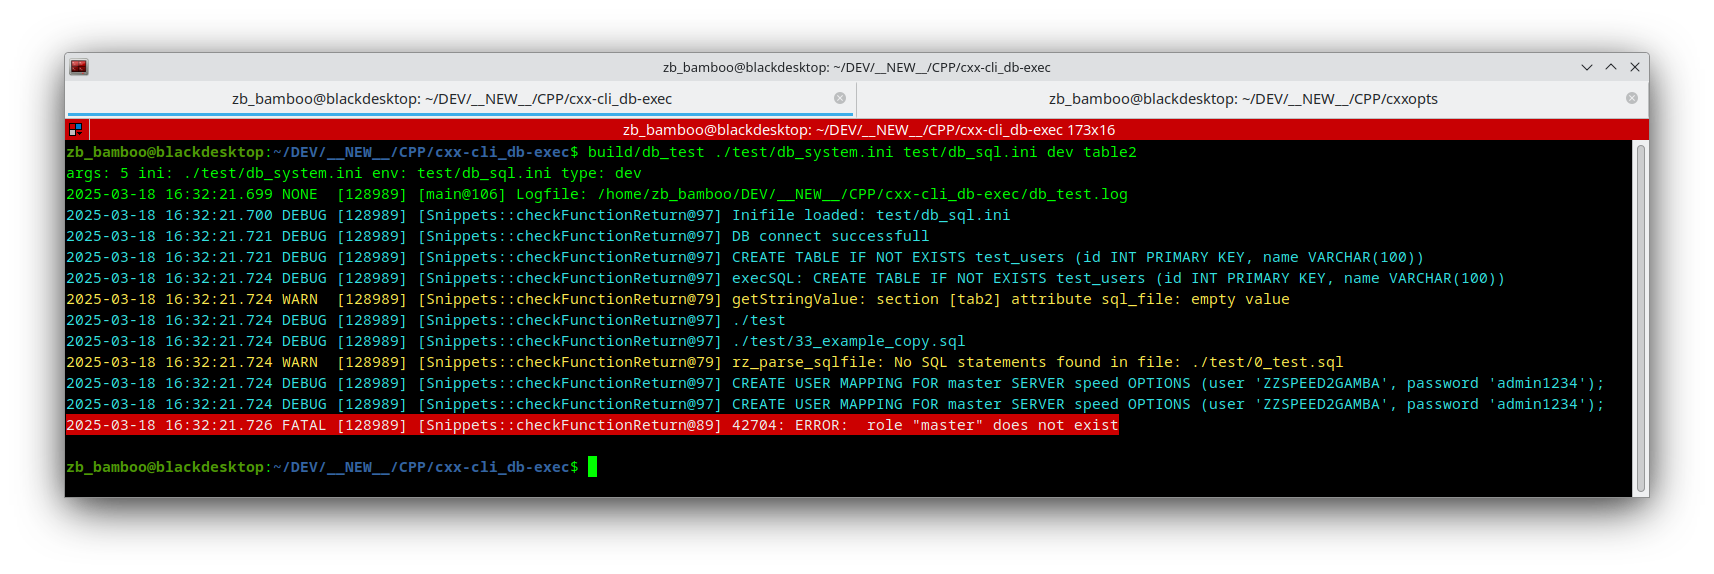 zb_bamboo@blackdesktop: ~/DEV/__NEW__/CPP/cxx-cli_db-exec
zb_bamboo@blackdesktop: ~/DEV/__NEW__/CPP/cxx-cli_db-exec
zb_bamboo@blackdesktop: ~/DEV/__NEW__/CPP/cxxopts
zb_bamboo@blackdesktop: ~/DEV/__NEW__/CPP/cxx-cli_db-exec 173x16
zb_bamboo@blackdesktop:~/DEV/__NEW__/CPP/cxx-cli_db-exec$ build/db_test ./test/db_system.ini test/db_sql.ini dev table2
args: 5 ini: ./test/db_system.ini env: test/db_sql.ini type: dev
2025-03-18 16:32:21.699 NONE  [128989] [main@106] Logfile: /home/zb_bamboo/DEV/__NEW__/CPP/cxx-cli_db-exec/db_test.log
2025-03-18 16:32:21.700 DEBUG [128989] [Snippets::checkFunctionReturn@97] Inifile loaded: test/db_sql.ini
2025-03-18 16:32:21.721 DEBUG [128989] [Snippets::checkFunctionReturn@97] DB connect successfull
2025-03-18 16:32:21.721 DEBUG [128989] [Snippets::checkFunctionReturn@97] CREATE TABLE IF NOT EXISTS test_users (id INT PRIMARY KEY, name VARCHAR(100))
2025-03-18 16:32:21.724 DEBUG [128989] [Snippets::checkFunctionReturn@97] execSQL: CREATE TABLE IF NOT EXISTS test_users (id INT PRIMARY KEY, name VARCHAR(100))
2025-03-18 16:32:21.724 WARN  [128989] [Snippets::checkFunctionReturn@79] getStringValue: section [tab2] attribute sql_file: empty value
2025-03-18 16:32:21.724 DEBUG [128989] [Snippets::checkFunctionReturn@97] ./test
2025-03-18 16:32:21.724 DEBUG [128989] [Snippets::checkFunctionReturn@97] ./test/33_example_copy.sql
2025-03-18 16:32:21.724 WARN  [128989] [Snippets::checkFunctionReturn@79] rz_parse_sqlfile: No SQL statements found in file: ./test/0_test.sql
2025-03-18 16:32:21.724 DEBUG [128989] [Snippets::checkFunctionReturn@97] CREATE USER MAPPING FOR master SERVER speed OPTIONS (user 'ZZSPEED2GAMBA', password 'admin1234');
2025-03-18 16:32:21.724 DEBUG [128989] [Snippets::checkFunctionReturn@97] CREATE USER MAPPING FOR master SERVER speed OPTIONS (user 'ZZSPEED2GAMBA', password 'admin1234');
2025-03-18 16:32:21.726 FATAL [128989] [Snippets::checkFunctionReturn@89] 42704: ERROR:  role "master" does not exist
zb_bamboo@blackdesktop:~/DEV/__NEW__/CPP/cxx-cli_db-exec$